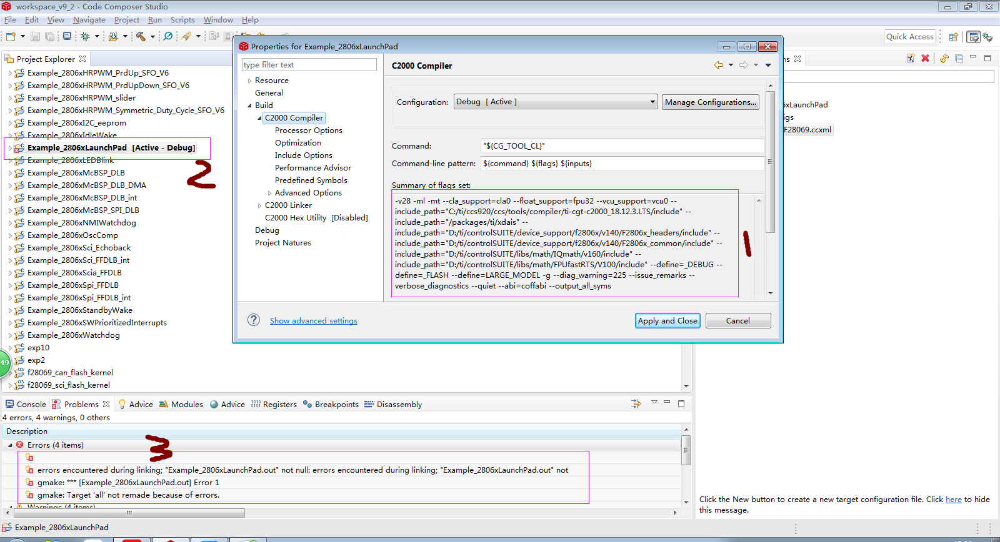 workspace_v9_2 - Code Composer Studio
File Edit View Navigate Project Run Scripts Window Help
Quick Access
Project Explorer
Example_2806xHRPWM_PrdUp_SFO_V6
Example_2806xHRPWM_PrdUpDown_SFO_V6
Example_2806xHRPWM_slider
Example_2806xHRPWM_Symmetric_Duty_Cycle_SFO_V6
Example_2806xI2C_eeprom
Example_2806xIdleWake
Example_2806xLaunchPad [Active - Debug]
Example_2806xLEDBlink
Example_2806xMcBSP_DLB
Example_2806xMcBSP_DLB_DMA
Example_2806xMcBSP_DLB_int
Example_2806xMcBSP_SPI_DLB
Example_2806xNMIWatchdog
Example_2806xOscComp
Example_2806xSci_Echoback
Example_2806xSci_FFDLB_int
Example_2806xScia_FFDLB
Example_2806xSpi_FFDLB
Example_2806xSpi_FFDLB_int
Example_2806xStandbyWake
Example_2806xSWPrioritizedInterrupts
Example_2806xWatchdog
exp10
exp2
f28069_can_flash_kernel
f28069_sci_flash_kernel
2
49
Properties for Example_2806xLaunchPad
type filter text
Resource
General
Build
C2000 Compiler
Processor Options
Optimization
Include Options
Performance Advisor
Predefined Symbols
Advanced Options
C2000 Linker
C2000 Hex Utility [Disabled]
Debug
Project Natures
C2000 Compiler
Configuration: Debug [ Active ] Manage Configurations...
Command: "${CG_TOOL_CL}"
Command-line pattern: ${command} ${flags} ${inputs}
Summary of flags set:
-v28 -ml -mt --cla_support=cla0 --float_support=fpu32 --vcu_support=vcu0 --
include_path="C:/ti/ccs920/ccs/tools/compiler/ti-cgt-c2000_18.12.3.LTS/include" --
include_path="/packages/ti/xdais" --
include_path="D:/ti/controlSUITE/device_support/f2806x/v140/F2806x_headers/include" --
include_path="D:/ti/controlSUITE/device_support/f2806x/v140/F2806x_common/include" --
include_path="D:/ti/controlSUITE/libs/math/IQmath/v160/include" --
include_path="D:/ti/controlSUITE/libs/math/FPUfastRTS/V100/include" --define=_DEBUG --
define=_FLASH --define=LARGE_MODEL -g --diag_warning=225 --issue_remarks --
verbose_diagnostics --quiet --abi=coffabi --output_all_syms
1
Show advanced settings
Apply and Close Cancel
ns
xLaunchPad
igs
F28069.ccxml
Console Problems Advice Modules Advice Registers Breakpoints Disassembly
4 errors, 4 warnings, 0 others
Description
Errors (4 items)
3
errors encountered during linking; "Example_2806xLaunchPad.out" not null: errors encountered during linking; "Example_2806xLaunchPad.out" not
gmake: *** [Example_2806xLaunchPad.out] Error 1
gmake: Target 'all' not remade because of errors.
Warnings (4 items)
Click the New button to create a new target configuration file. Click here to hide
this message.
Example_2806xLaunchPad